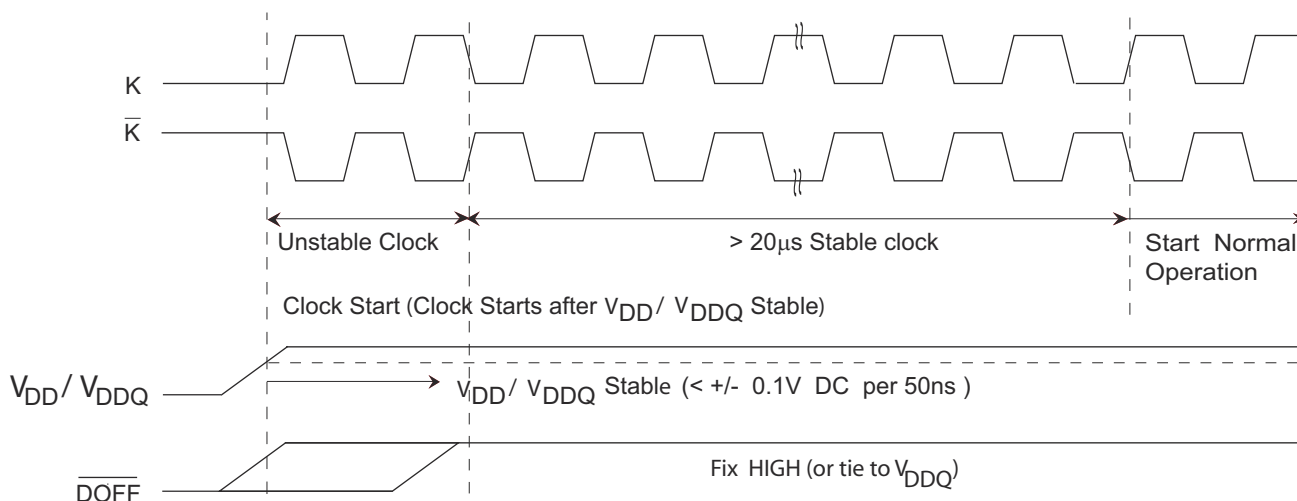 K
K̅
Unstable Clock
> 20μs Stable clock
Start Normal
Operation
Clock Start (Clock Starts after VDD / VDDQ Stable)
VDD / VDDQ
VDD / VDDQ Stable (< +/- 0.1V DC per 50ns )
D̅O̅F̅F̅
Fix HIGH (or tie to VDDQ)